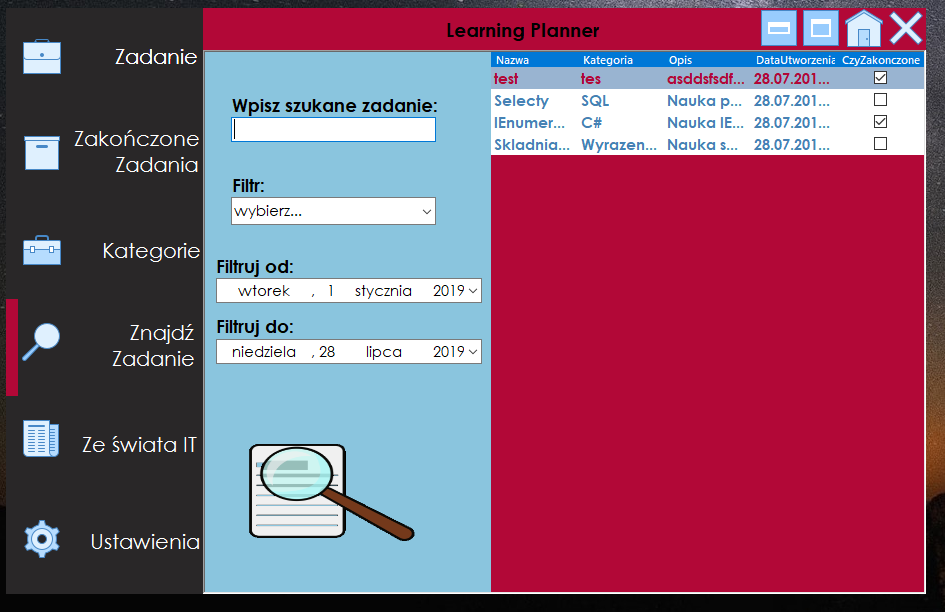 Learning Planner
Zadanie
Zakończone
Zadania
Kategorie
Znajdź
Zadanie
Ze świata IT
Ustawienia
Wpisz szukane zadanie:
Filtr:
wybierz...
Filtruj od:
wtorek , 1 stycznia 2019
Filtruj do:
niedziela , 28 lipca 2019
Nazwa Kategoria Opis DataUtworzenia CzyZakonczone
test tes asddsfsdf... 28.07.201...
Selecty SQL Nauka p... 28.07.201...
IEnumer... C# Nauka IE... 28.07.201...
Skladnia... Wyrazen... Nauka s... 28.07.201...